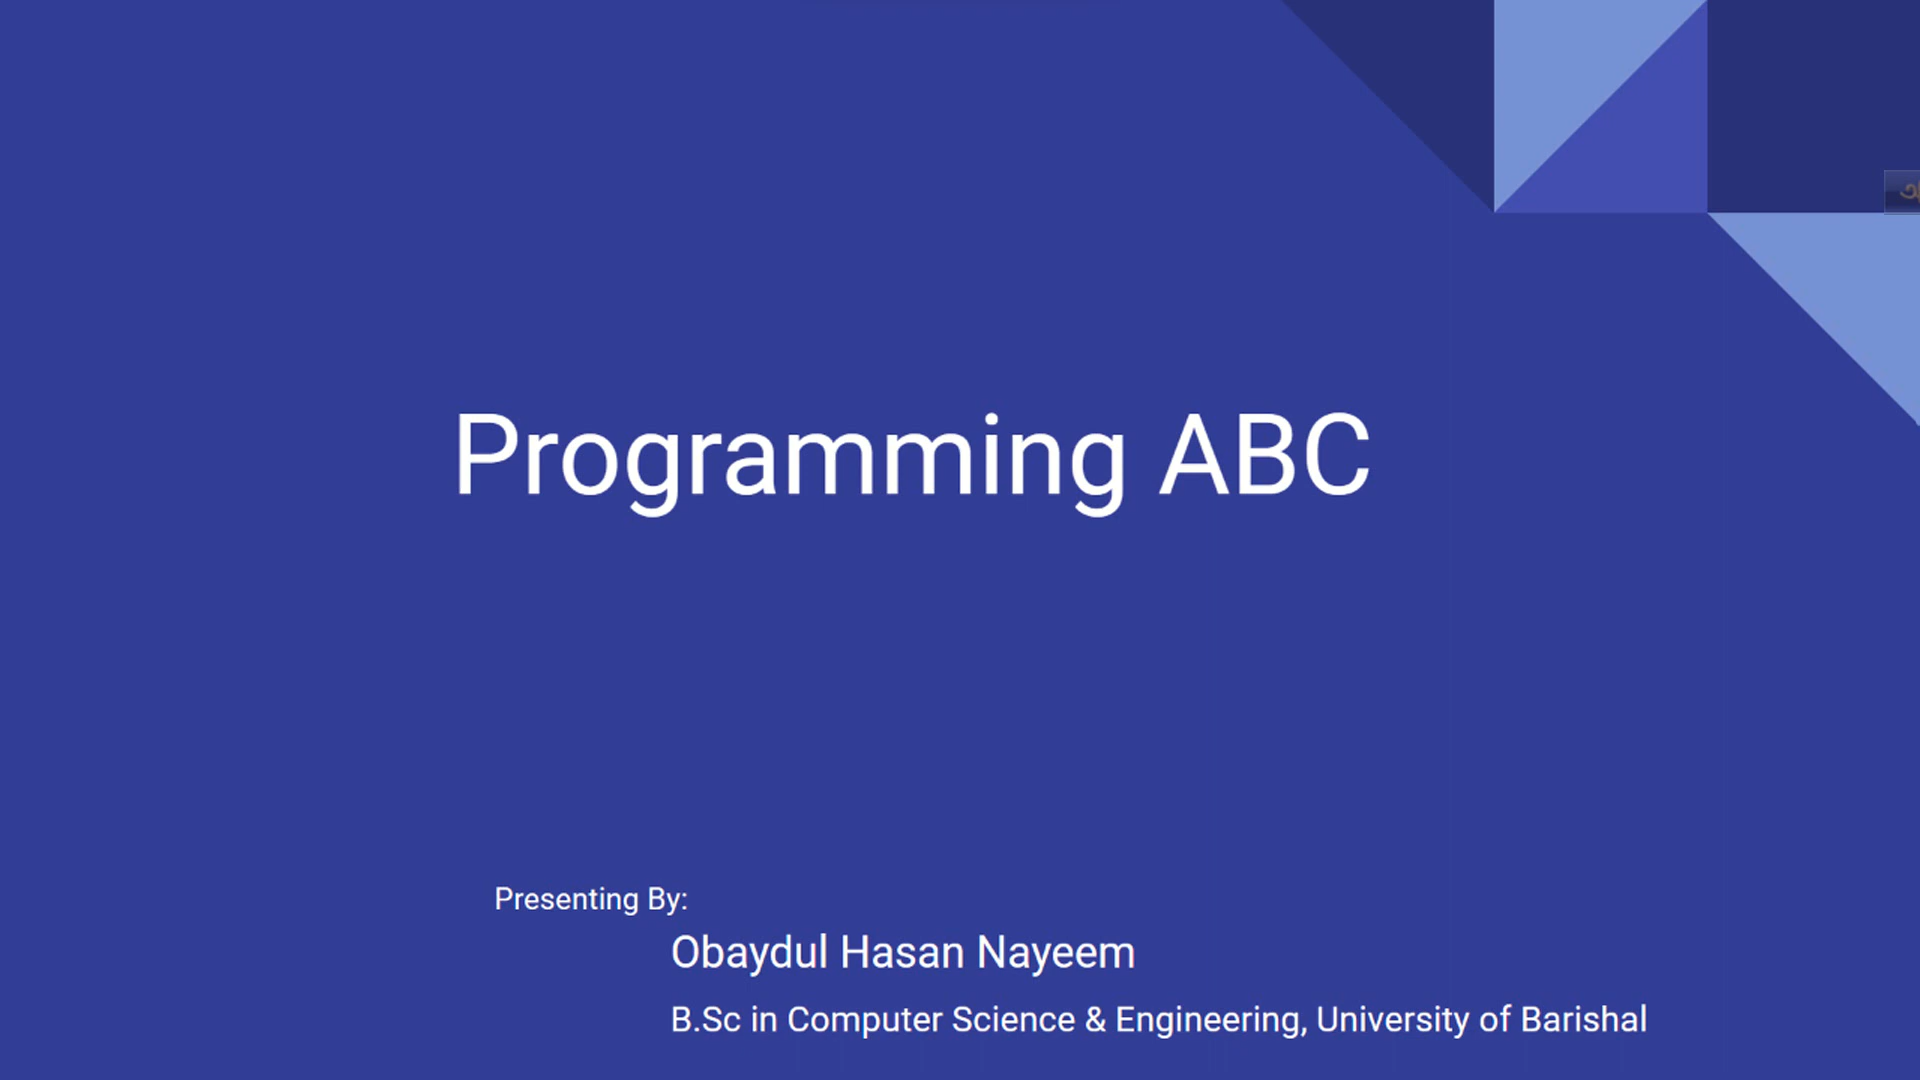 Programming ABC
Presenting By:
Obaydul Hasan Nayeem
B.Sc in Computer Science & Engineering, University of Barishal